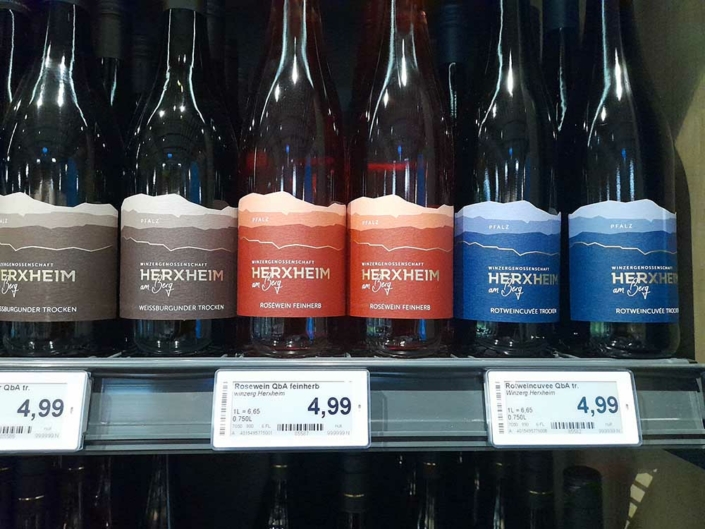 LZ
ERXHEIM
am Berg
SBURGUNDER TROCKEN
PFALZ
WINZERGENOSSENSCHAFT
HERXHEIM
am Berg
WEISSBURGUNDER TROCKEN
PFALZ
WINZERGENOSSENSCHAFT
HERXHEIM
am Berg
ROSÉWEIN FEINHERB
PFALZ
WINZERGENOSSENSCHAFT
HERXHEIM
am Berg
ROSÉWEIN FEINHERB
PFALZ
WINZERGENOSSENSCHAFT
HERXHEIM
am Berg
ROTWEINCUVÉE TROCKEN
PFALZ
WINZERGENOSSENSCHAFT
HERXHEIM
am Berg
ROTWEINCUVÉE TROCKEN
QbA tr.
4,99
Rosewein QbA feinherb
winzerg Herxheim
1L = 6,65
0.750L
4,99
Rotweincuvee QbA tr.
Winzerg Herxheim
1L = 6,65
0.750L
4,99